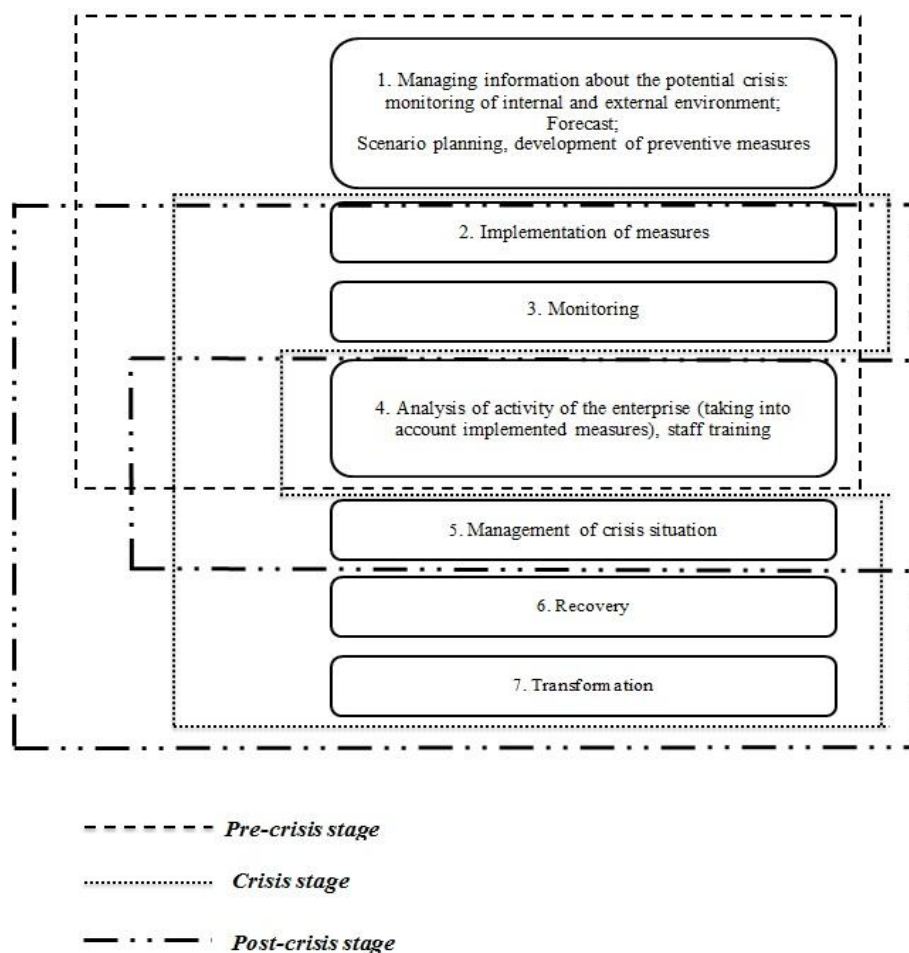 1. Managing information about the potential crisis:
monitoring of internal and external environment;
Forecast;
Scenario planning, development of preventive measures
2. Implementation of measures
3. Monitoring
4. Analysis of activity of the enterprise (taking into
account implemented measures), staff training
5. Management of crisis situation
6. Recovery
7. Transformation
Pre-crisis stage
Crisis stage
Post-crisis stage